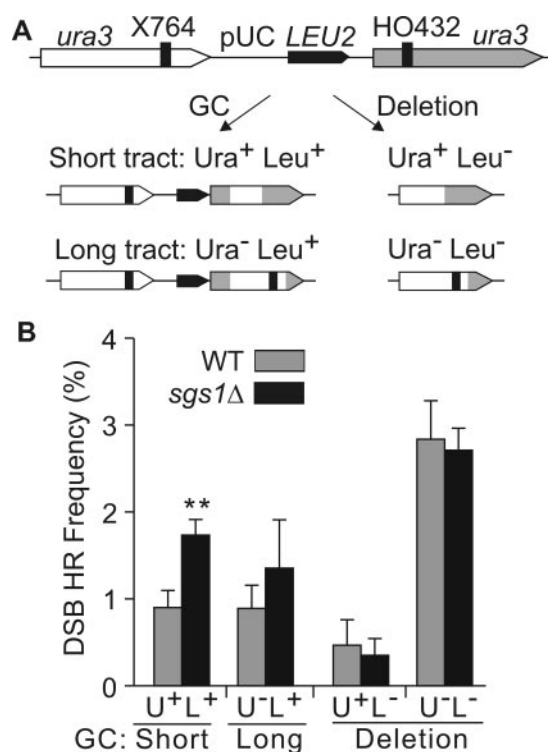 A
ura3 X764 pUC LEU2 HO432 ura3
GC Deletion
Short tract: Ura+ Leu+ Ura+ Leu-
Long tract: Ura- Leu+ Ura- Leu-
B
DSB HR Frequency (%)
4
3
2
1
0
WT
sgs1Δ
**
U+L+ U-L+ U+L- U-L-
GC: Short Long Deletion